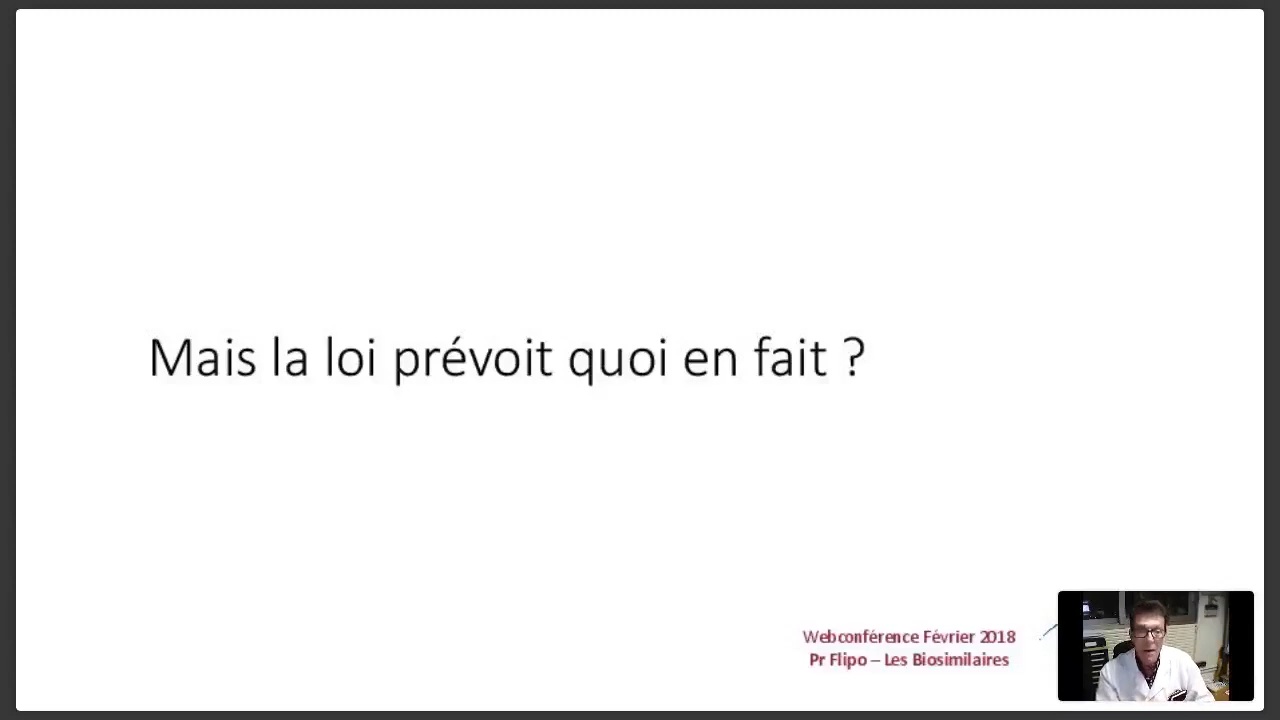 Mais la loi prévoit quoi en fait ?
Webconférence Février 2018
Pr Flipo – Les Biosimilaires